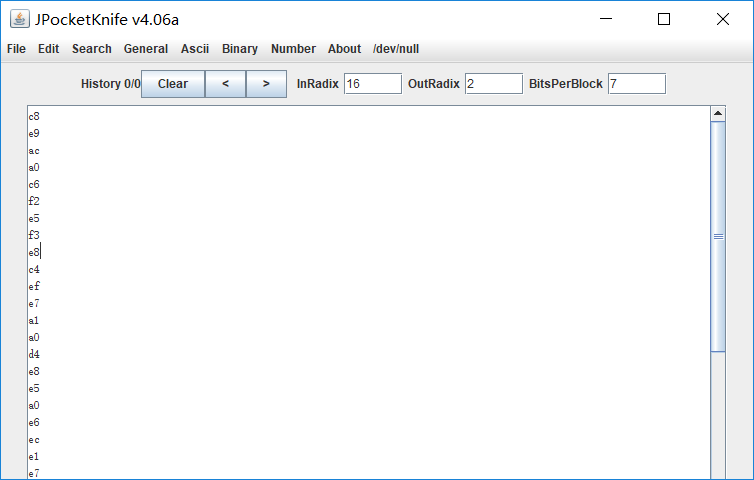 JPocketKnife v4.06a
File Edit Search General Ascii Binary Number About /dev/null
History 0/0 Clear < > InRadix 16 OutRadix 2 BitsPerBlock 7
c8
e9
ac
a0
c6
f2
e5
f3
e8
c4
ef
e7
a1
a0
d4
e8
e5
a0
e6
ec
e1
e7